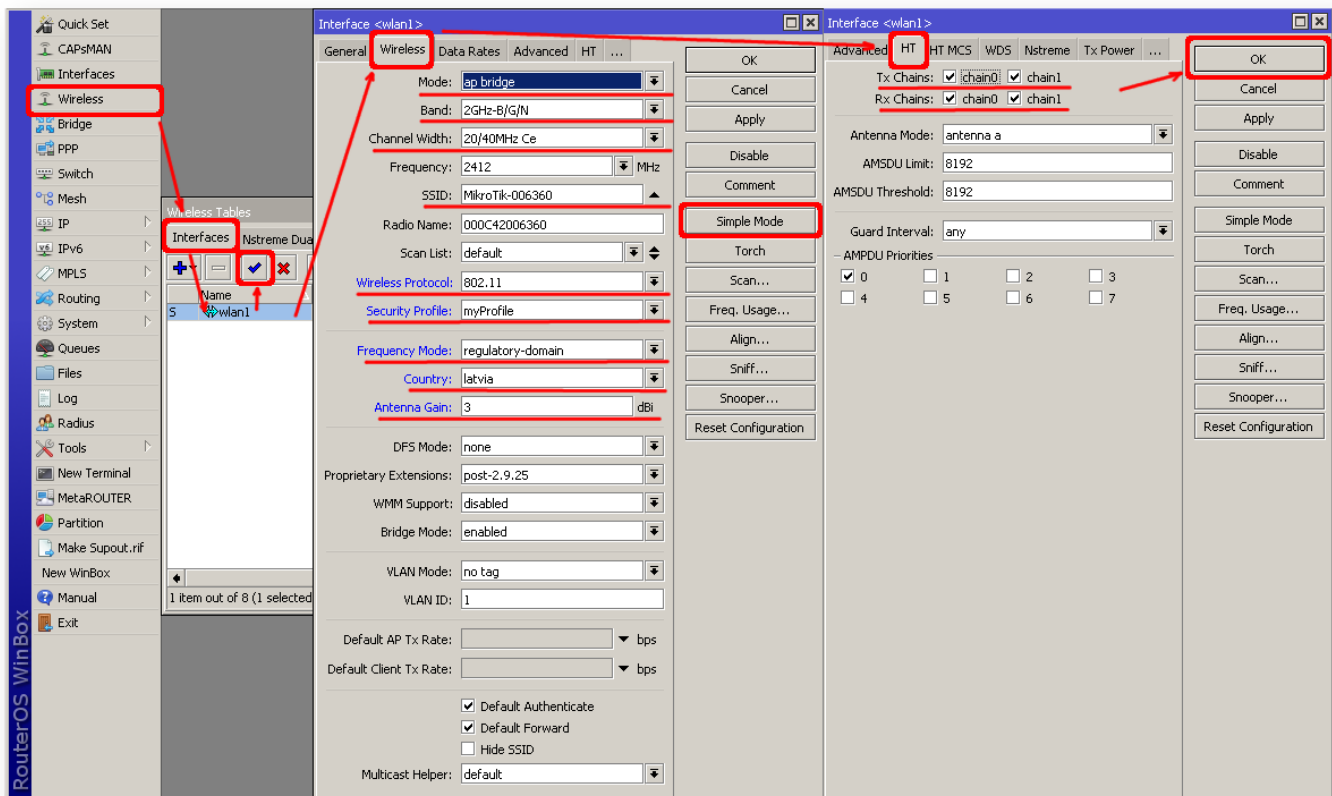 Quick Set
CAPsMAN
Interfaces
Wireless
Bridge
PPP
Switch
Mesh
IP
IPv6
MPLS
Routing
System
Queues
Files
Log
Radius
Tools
New Terminal
MetaROUTER
Partition
Make Supout.rif
New WinBox
Manual
Exit
RouterOS WinBox
Wireless Tables
Interfaces Nstreme Dua
Name
S wlan1
1 item out of 8 (1 selected
Interface <wlan1>
General Wireless Data Rates Advanced HT ...
Mode: ap bridge
Band: 2GHz-B/G/N
Channel Width: 20/40MHz Ce
Frequency: 2412 MHz
SSID: MikroTik-006360
Radio Name: 000C42006360
Scan List: default
Wireless Protocol: 802.11
Security Profile: myProfile
Frequency Mode: regulatory-domain
Country: latvia
Antenna Gain: 3 dBi
DFS Mode: none
Proprietary Extensions: post-2.9.25
WMM Support: disabled
Bridge Mode: enabled
VLAN Mode: no tag
VLAN ID: 1
Default AP Tx Rate: bps
Default Client Tx Rate: bps
Default Authenticate
Default Forward
Hide SSID
Multicast Helper: default
OK
Cancel
Apply
Disable
Comment
Simple Mode
Torch
Scan...
Freq. Usage...
Align...
Sniff...
Snooper...
Reset Configuration
Interface <wlan1>
Advanced HT HT MCS WDS Nstreme Tx Power ...
Tx Chains: chain0 chain1
Rx Chains: chain0 chain1
Antenna Mode: antenna a
AMSDU Limit: 8192
AMSDU Threshold: 8192
Guard Interval: any
AMPDU Priorities
0 1 2 3
4 5 6 7
OK
Cancel
Apply
Disable
Comment
Simple Mode
Torch
Scan...
Freq. Usage...
Align...
Sniff...
Snooper...
Reset Configuration